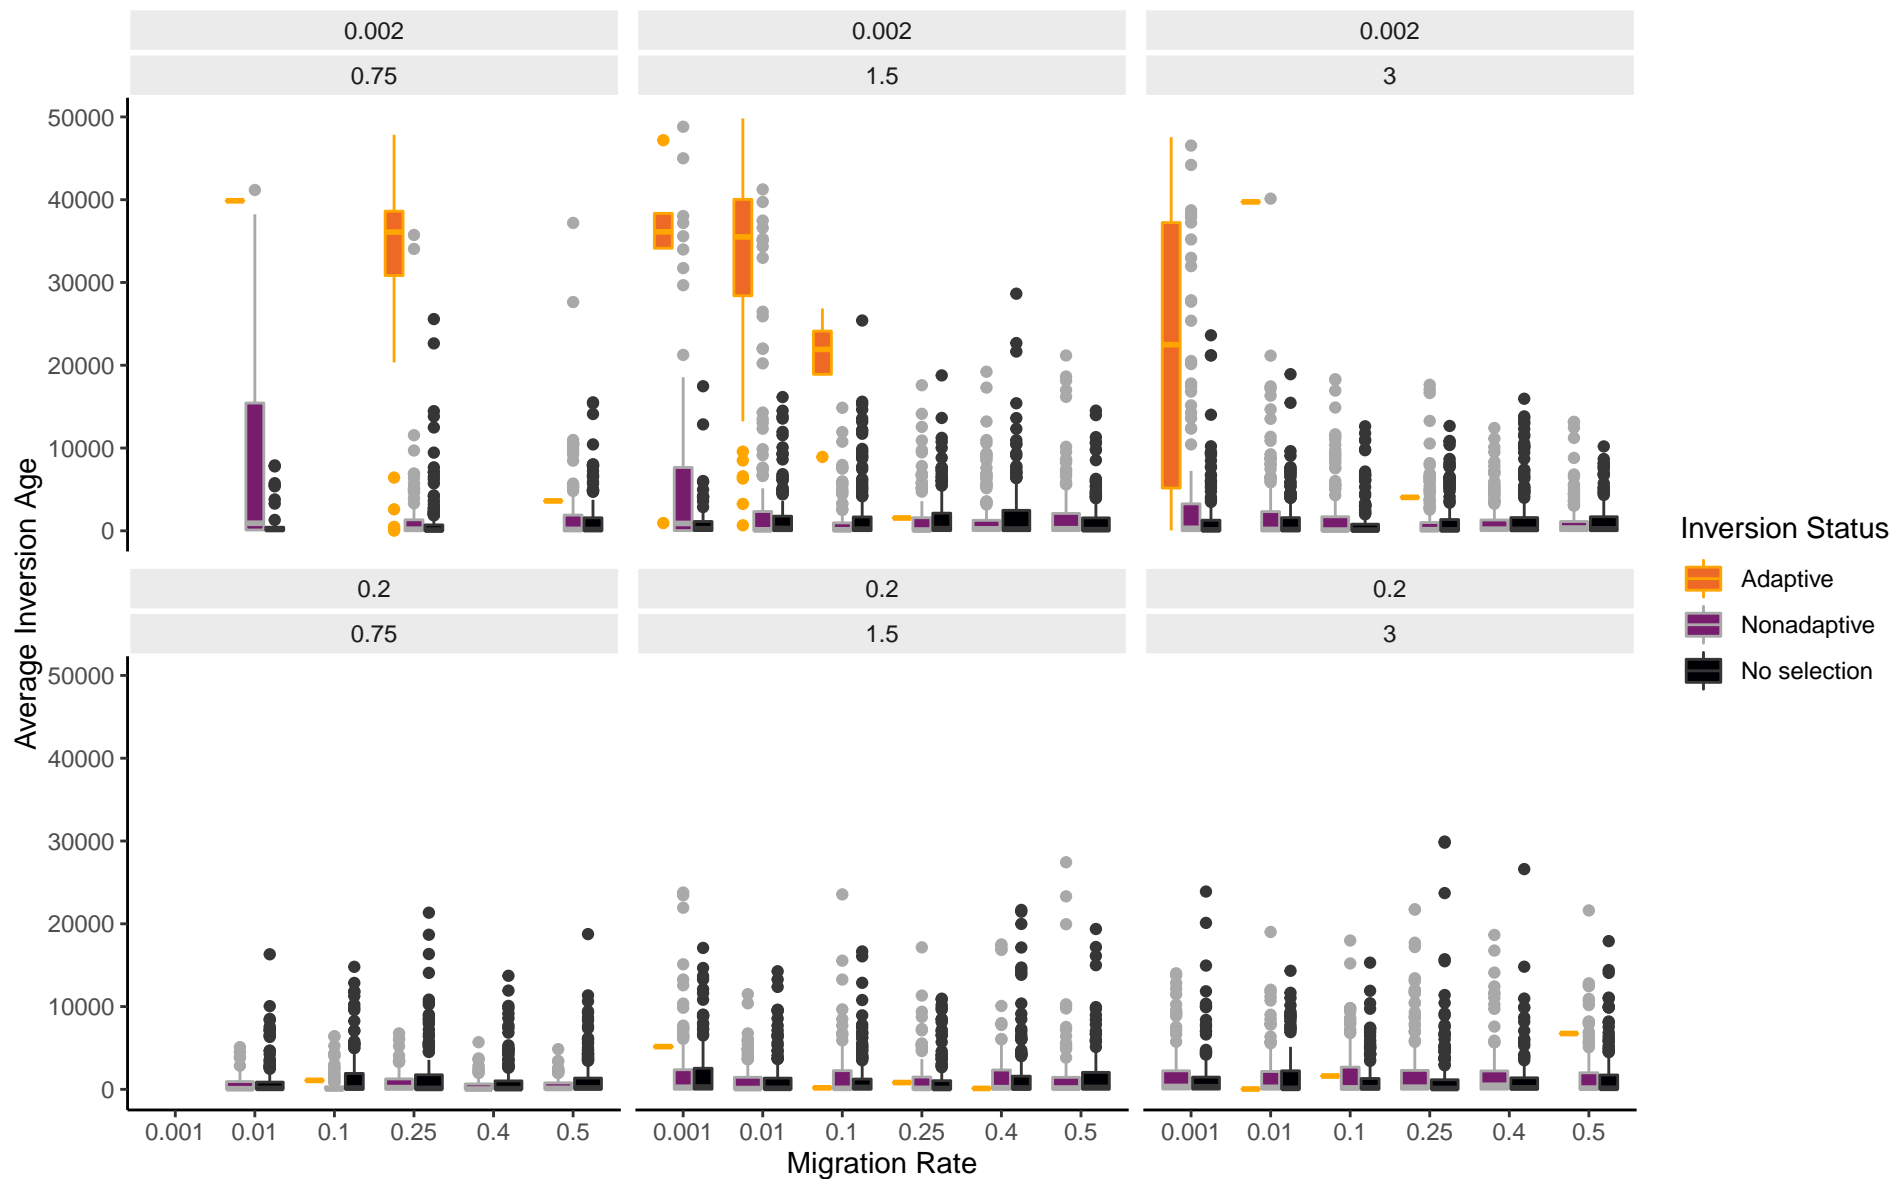 0.002 0.002 0.002
0.75 1.5 3
50000
40000
30000
20000
10000
0
0.2 0.2 0.2
0.75 1.5 3
50000
40000
30000
20000
10000
0
0.001 0.01 0.1 0.25 0.4 0.5 0.001 0.01 0.1 0.25 0.4 0.5 0.001 0.01 0.1 0.25 0.4 0.5
Migration Rate
Average Inversion Age
Inversion Status
Adaptive
Nonadaptive
No selection